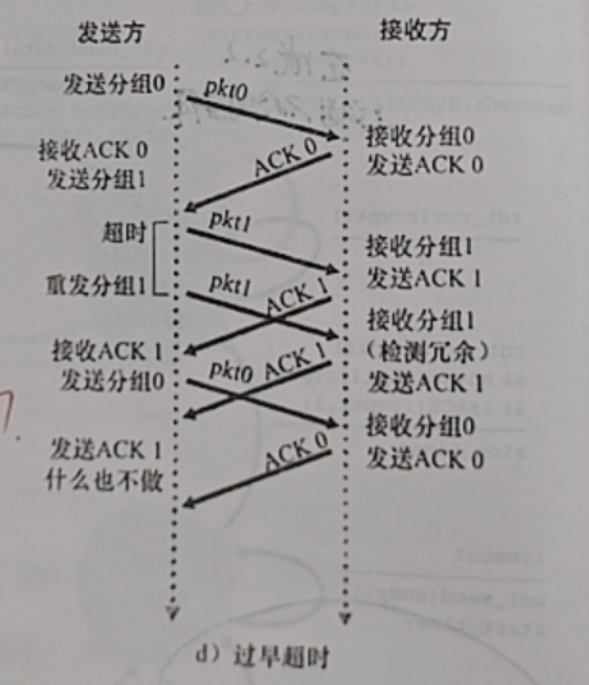 发送方
接收方
发送分组0
pkt0
接收分组0
发送ACK 0
ACK 0
接收ACK 0
发送分组1
pkt1
超时
接收分组1
发送ACK 1
重发分组1
pkt1
ACK 1
接收分组1
（检测冗余）
发送ACK 1
接收ACK 1
发送分组0
pkt0
ACK 1
接收分组0
发送ACK 0
发送ACK 1
什么也不做
ACK 0
d）过早超时